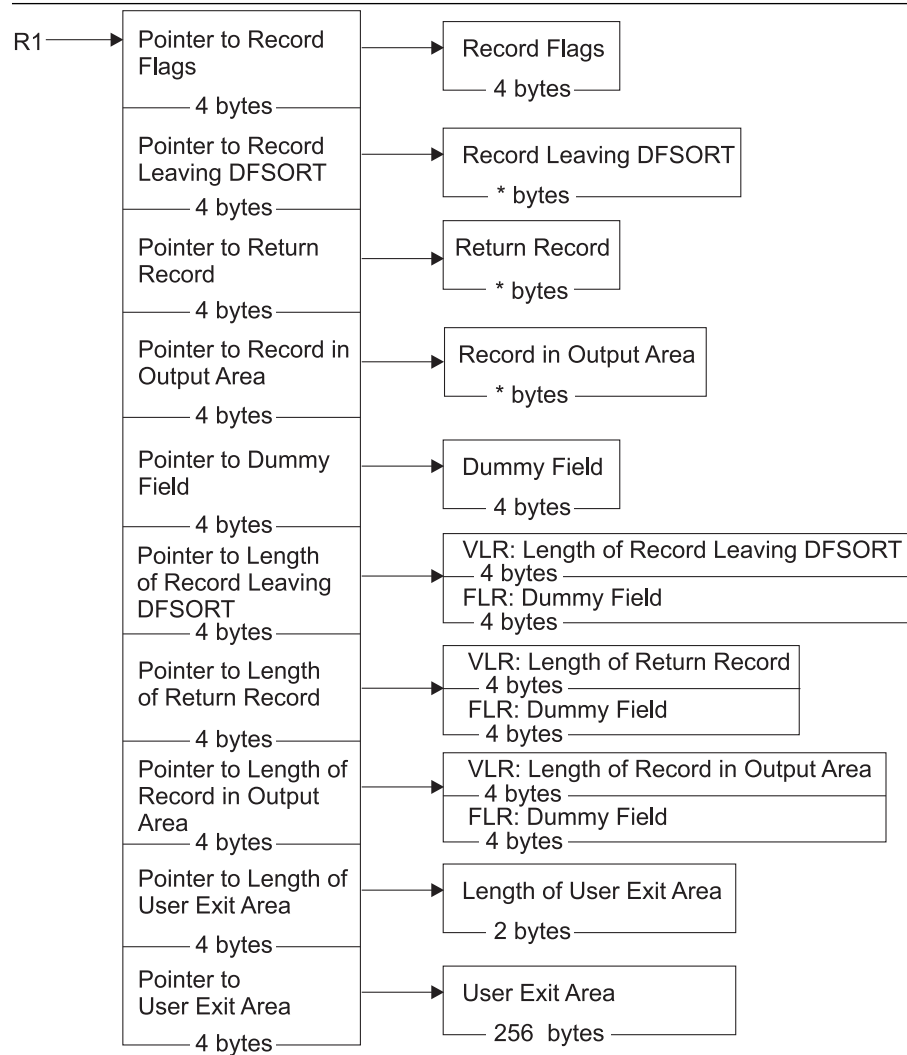 R1
Pointer to Record
Flags
4 bytes
Record Flags
4 bytes
Pointer to Record
Leaving DFSORT
4 bytes
Record Leaving DFSORT
* bytes
Pointer to Return
Record
4 bytes
Return Record
* bytes
Pointer to Record in
Output Area
4 bytes
Record in Output Area
* bytes
Pointer to Dummy
Field
4 bytes
Dummy Field
4 bytes
Pointer to Length
of Record Leaving
DFSORT
4 bytes
VLR: Length of Record Leaving DFSORT
4 bytes
FLR: Dummy Field
4 bytes
Pointer to Length
of Return Record
4 bytes
VLR: Length of Return Record
4 bytes
FLR: Dummy Field
4 bytes
Pointer to Length of
Record in Output
Area
4 bytes
VLR: Length of Record in Output Area
4 bytes
FLR: Dummy Field
4 bytes
Pointer to Length of
User Exit Area
4 bytes
Length of User Exit Area
2 bytes
Pointer to
User Exit Area
4 bytes
User Exit Area
256 bytes